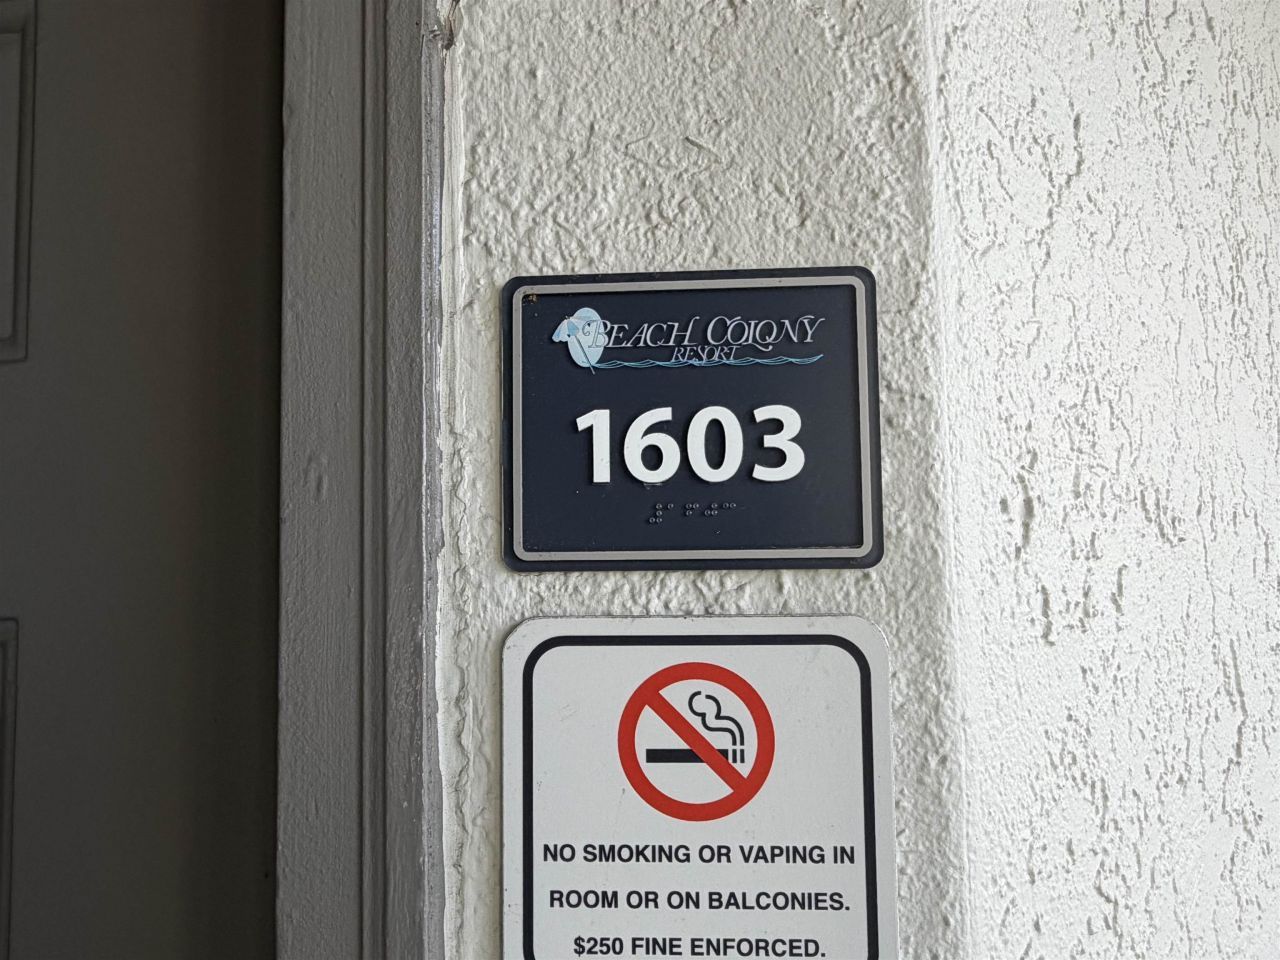 BEACH COLONY
RESORT
1603
NO SMOKING OR VAPING IN
ROOM OR ON BALCONIES.
$250 FINE ENFORCED.